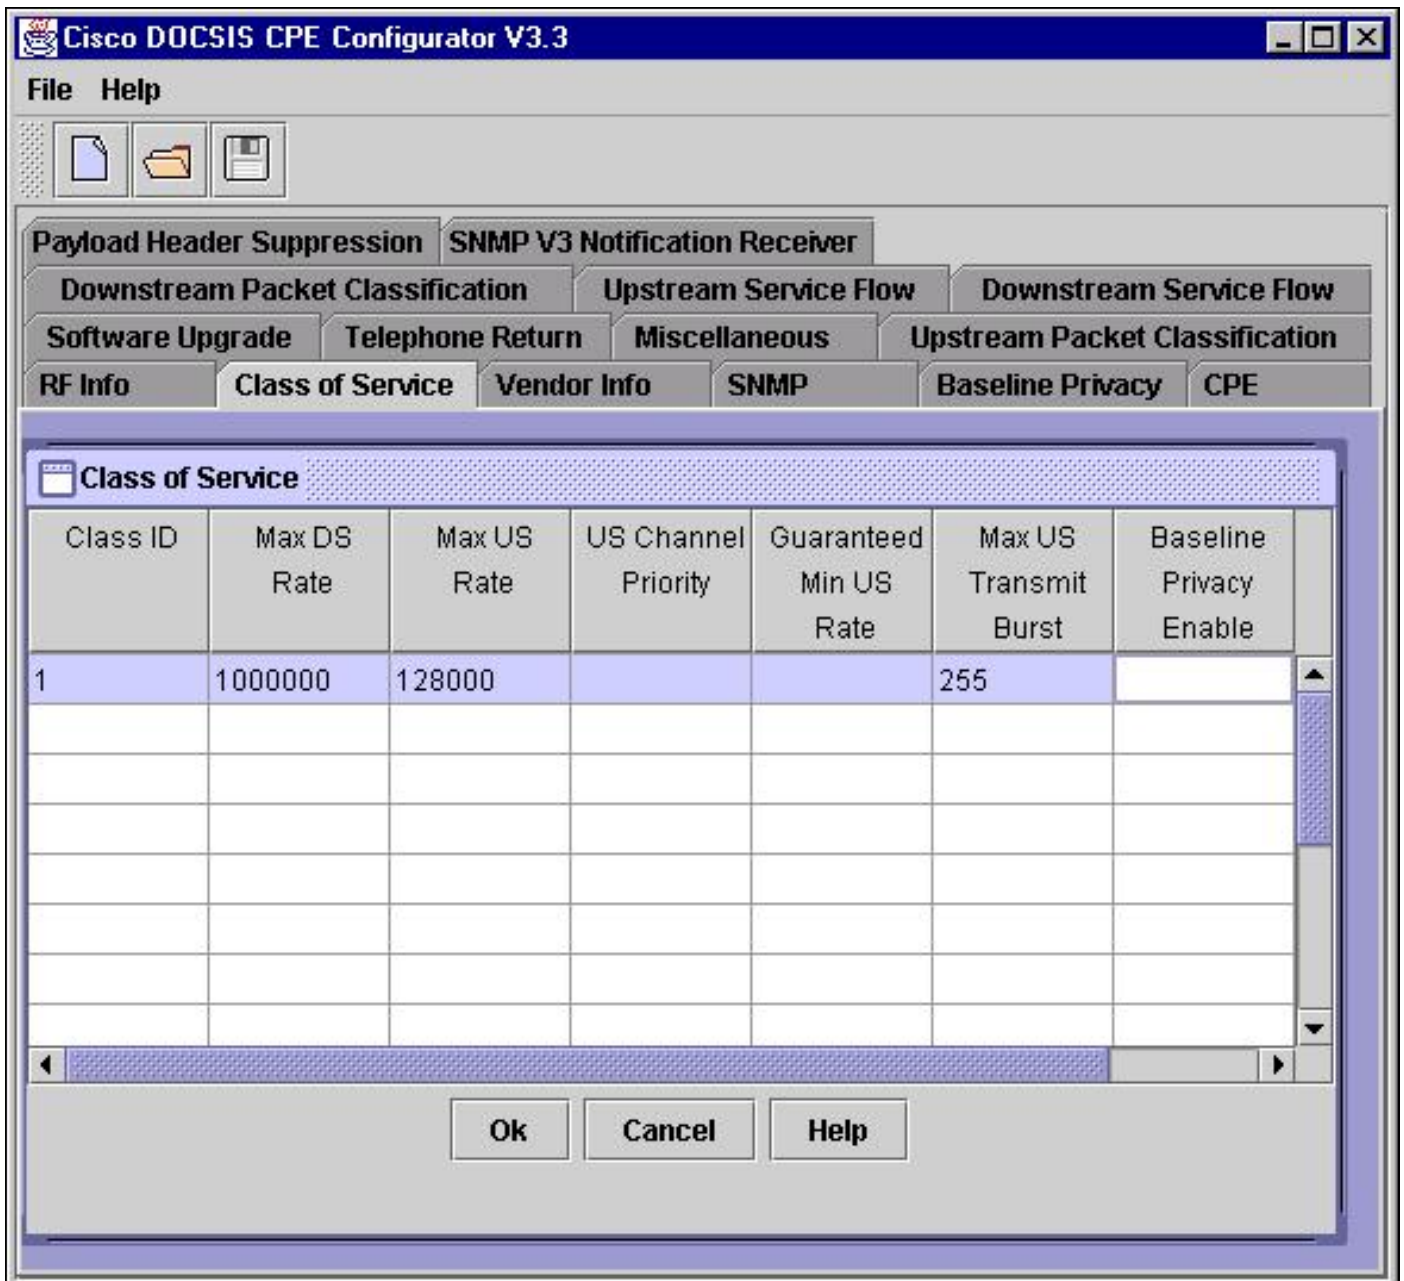 Cisco DOCSIS CPE Configurator V3.3
File Help
Payload Header Suppression SNMP V3 Notification Receiver
Downstream Packet Classification Upstream Service Flow Downstream Service Flow
Software Upgrade Telephone Return Miscellaneous Upstream Packet Classification
RF Info Class of Service Vendor Info SNMP Baseline Privacy CPE
Class of Service
Class ID Max DS US Channel Guaranteed Max US Baseline
Rate Rate Priority Min US Transmit Privacy
Rate Burst Enable
1 1000000 128000 255
Ok Cancel Help